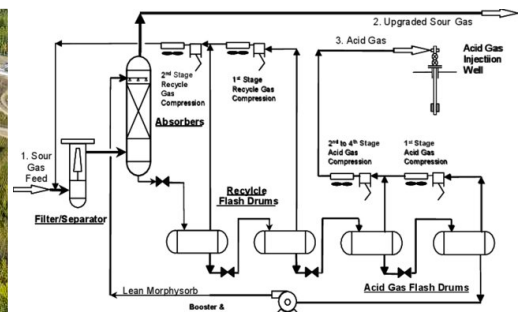 2. Upgraded Sour Gas
3. Acid Gas
Acid Gas
Injectiion
Well
2nd Stage
Recycle
Gas
Compression
1st Stage
Recycle Gas
Compression
Absorbers
1. Sour
Gas
Feed
2nd to 4th Stage
Acid Gas
Compression
1st Stage
Acid Gas
Compression
Filter/Separator
Recylcle
Flash Drums
Acid Gas Flash Drums
Lean Morphysorb
Booster &